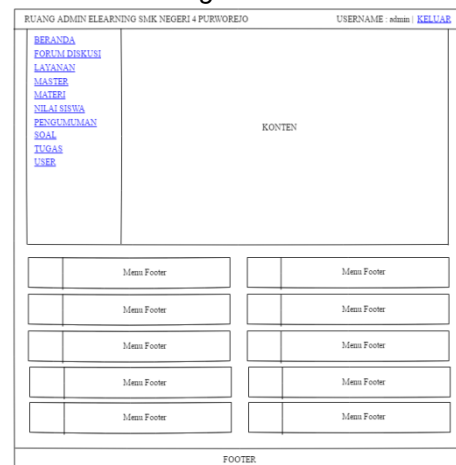 RUANG ADMIN ELEARNING SMK NEGERI 4 PURWOREJO USERNAME : admin | KELUAR
BERANDA
FORUM DISKUSI
LAYANAN
MASTER
MATERI
NILAI SISWA
PENGUMUMAN
SOAL
TUGAS
USER
KONTEN
Menu Footer Menu Footer
Menu Footer Menu Footer
Menu Footer Menu Footer
Menu Footer Menu Footer
Menu Footer Menu Footer
FOOTER